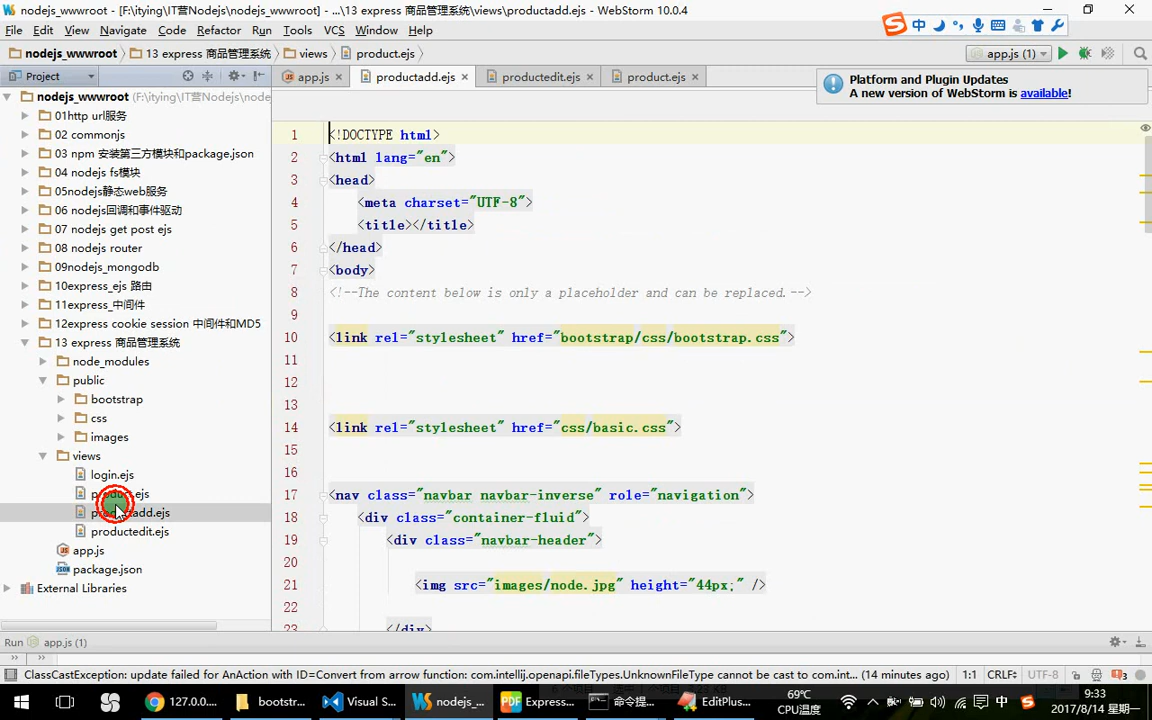 nodejs_wwwroot - [F:\itying\IT营Nodejs\nodejs_wwwroot] - [nodejs_wwwroot] - ...\13 express 商品管理系统\views\productadd.ejs - WebStorm 10.0.4
中
File Edit View Navigate Code Refactor Run Tools VCS Window Help
nodejs_wwwroot 13 express 商品管理系统 views product.ejs app.js (1)
Project app.js productadd.ejs productedit.ejs product.ejs
Platform and Plugin Updates
A new version of WebStorm is available!
nodejs_wwwroot (F:\itying\IT营Nodejs\node
01http url服务
02 commonjs
03 npm 安装第三方模块和package.json
04 nodejs fs模块
05nodejs静态web服务
06 nodejs回调和事件驱动
07 nodejs get post ejs
08 nodejs router
09nodejs_mongodb
10express_ejs 路由
11express_中间件
12express cookie session 中间件和MD5
13 express 商品管理系统
node_modules
public
bootstrap
css
images
views
login.ejs
productedit.ejs
app.js
package.json
External Libraries
1 <!DOCTYPE html>
2 <html lang="en">
3 <head>
4 <meta charset="UTF-8">
5 <title></title>
6 </head>
7 <body>
8 <!--The content below is only a placeholder and can be replaced.-->
9
10 <link rel="stylesheet" href="bootstrap/css/bootstrap.css">
11
12
13
14 <link rel="stylesheet" href="css/basic.css">
15
16
17 <nav class="navbar navbar-inverse" role="navigation">
18 <div class="container-fluid">
19 <div class="navbar-header">
20
21 <img src="images/node.jpg" height="44px;" />
22
23 </div>
Run app.js (1)
ClassCastException: update failed for AnAction with ID=Convert from arrow function: com.intellij.openapi.fileTypes.UnknownFileType cannot be cast to com.int... (14 minutes ago) 1:1 CRLF UTF-8 3
127.0.0... bootstr... Visual S... nodejs_... Express... 命令提... EditPlus...
69℃
CPU温度
中
9:33
2017/8/14 星期一